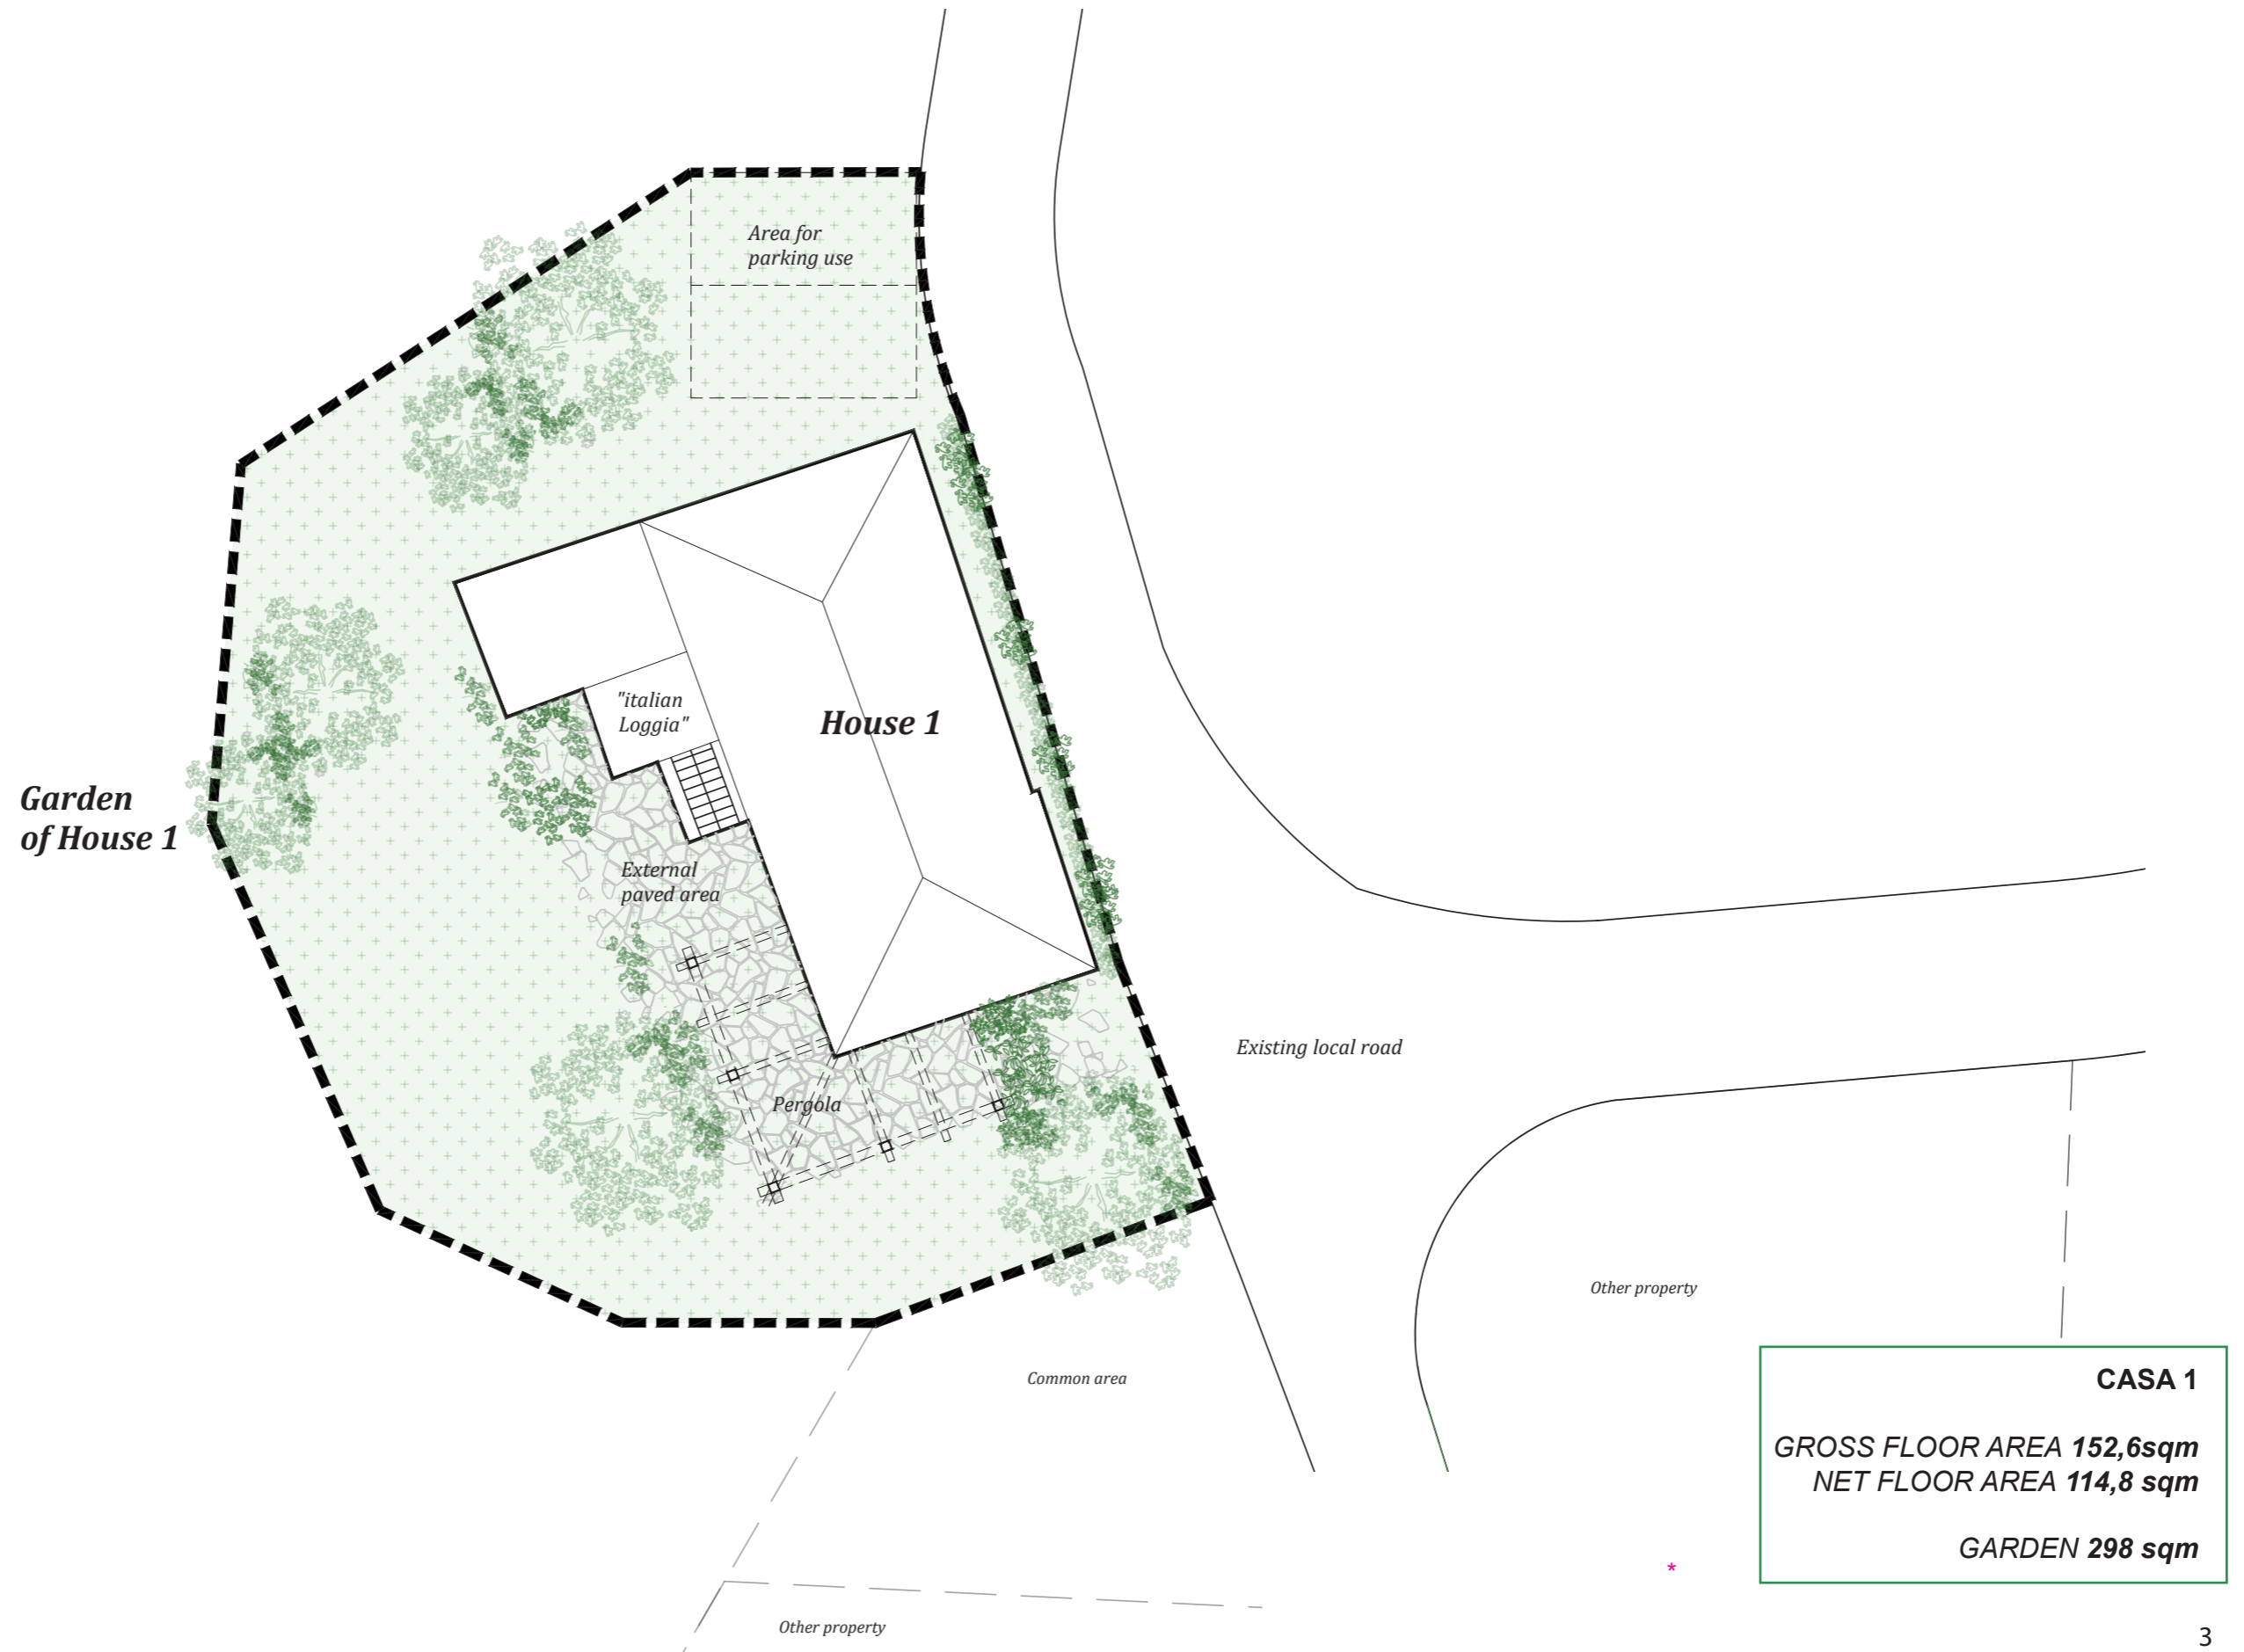 Area for
parking use
"italian
Loggia"
House 1
Garden
of House 1
External
paved area
Existing local road
Pergola
Other property
Common area
CASA 1
GROSS FLOOR AREA 152,6sqm
NET FLOOR AREA 114,8 sqm
GARDEN 298 sqm
*
Other property
3